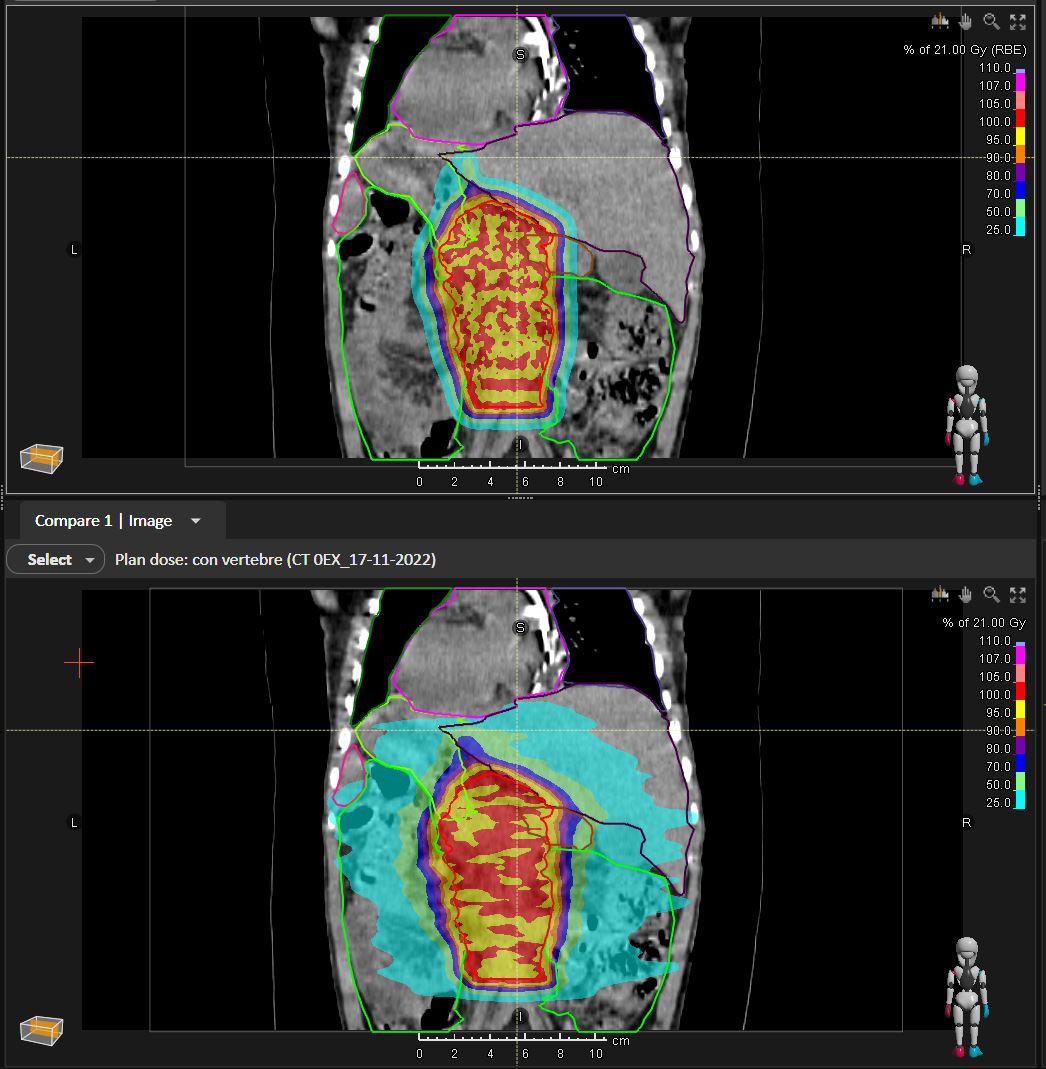 S
% of 21.00 Gy (RBE)
110.0
107.0
105.0
100.0
95.0
90.0
80.0
70.0
50.0
25.0
L
R
I
0 2 4 6 8 10 cm
Compare 1 | Image
Select Plan dose: con vertebre (CT 0EX_17-11-2022)
S
% of 21.00 Gy
110.0
107.0
105.0
100.0
95.0
90.0
80.0
70.0
50.0
25.0
L
R
I
0 2 4 6 8 10 cm